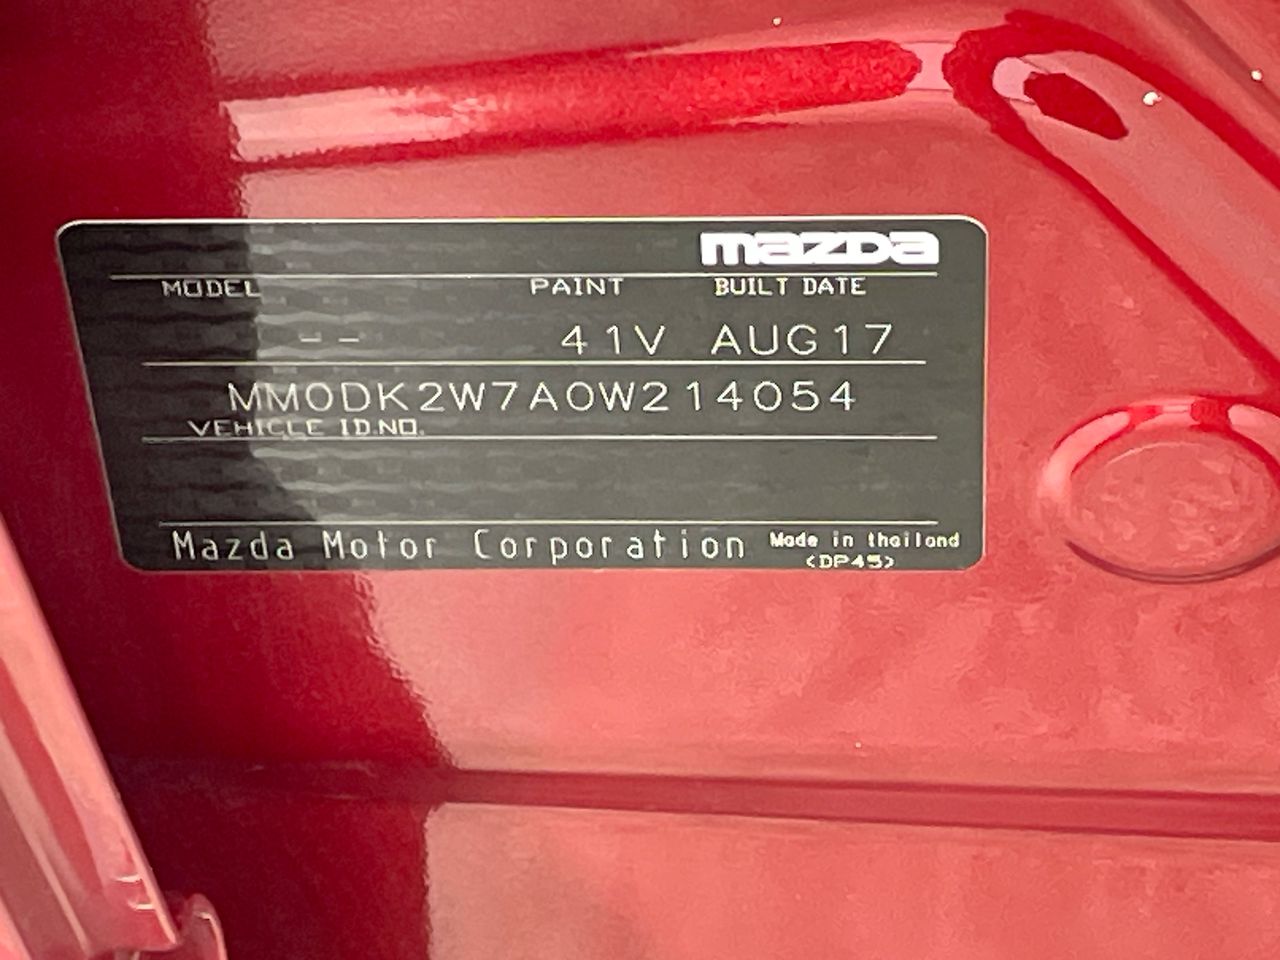 mazda
MODEL PAINT BUILT DATE
-- 41V AUG17
MM0DK2W7A0W214054
VEHICLE ID.NO.
Mazda Motor Corporation Made in thailand
<DP45>